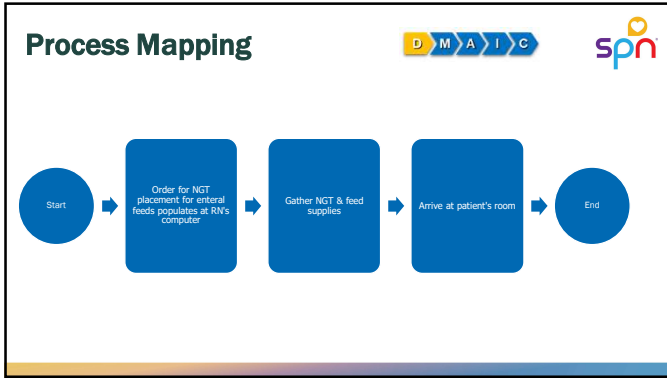 Process Mapping
D M A I C
spn
Start
Order for NGT
placement for enteral
feeds populates at RN's
computer
Gather NGT & feed
supplies
Arrive at patient's room
End